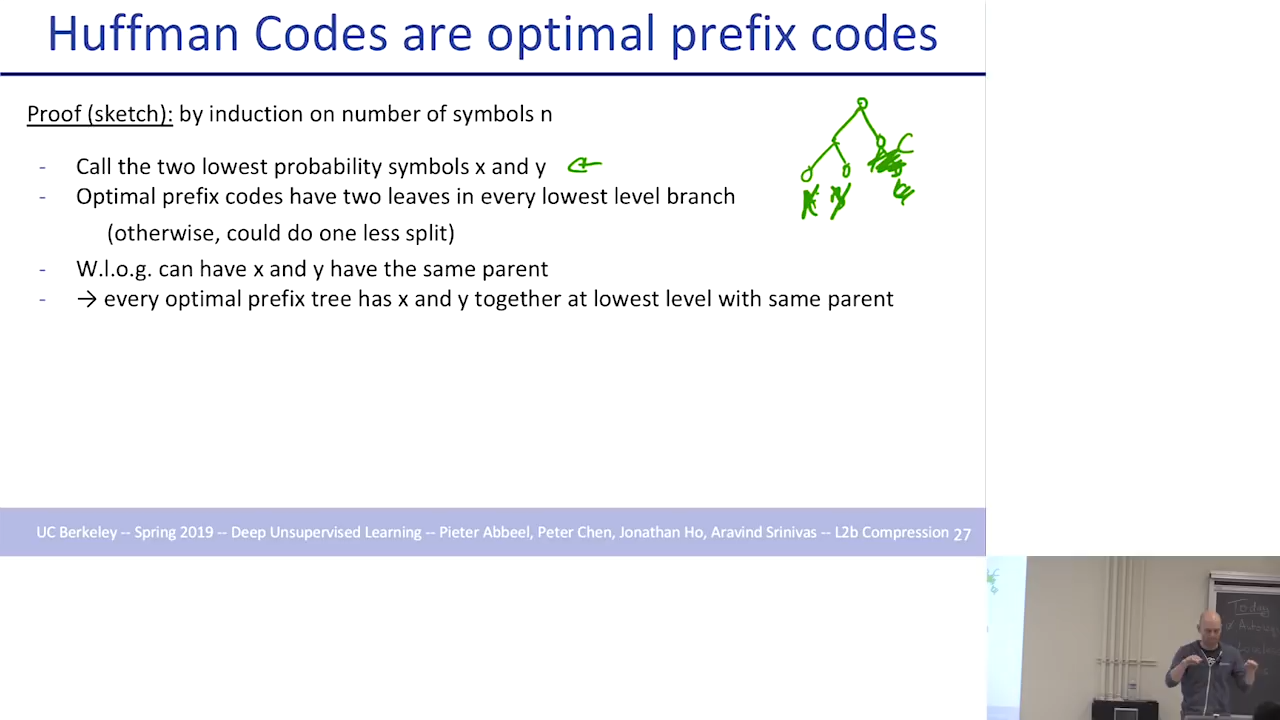 Huffman Codes are optimal prefix codes
Proof (sketch): by induction on number of symbols n
- Call the two lowest probability symbols x and y
- Optimal prefix codes have two leaves in every lowest level branch
(otherwise, could do one less split)
- W.l.o.g. can have x and y have the same parent
- → every optimal prefix tree has x and y together at lowest level with same parent
C
UC Berkeley -- Spring 2019 -- Deep Unsupervised Learning -- Pieter Abbeel, Peter Chen, Jonathan Ho, Aravind Srinivas -- L2b Compression 27
Today